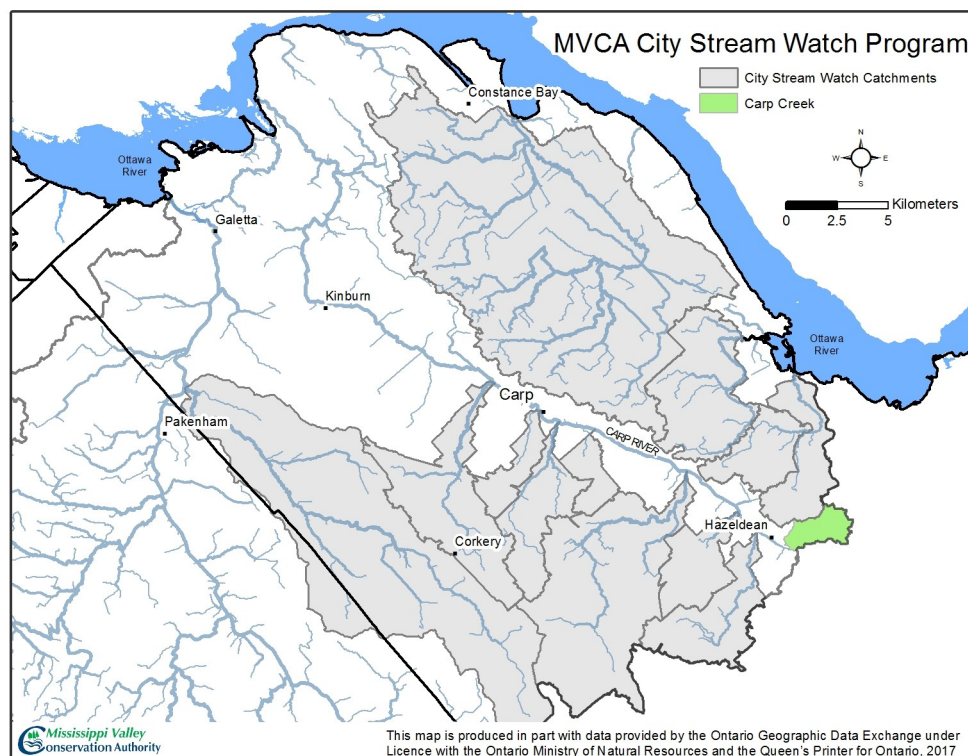 MVCA City Stream Watch Program
City Stream Watch Catchments
Carp Creek
N
W E
S
0 2.5 5 Kilometers
Constance Bay
Ottawa
River
Galetta
Kinburn
Ottawa
River
Carp
CARP RIVER
Pakenham
Hazeldean
Corkery
Mississippi Valley
Conservation Authority
This map is produced in part with data provided by the Ontario Geographic Data Exchange under
Licence with the Ontario Ministry of Natural Resources and the Queen's Printer for Ontario, 2017